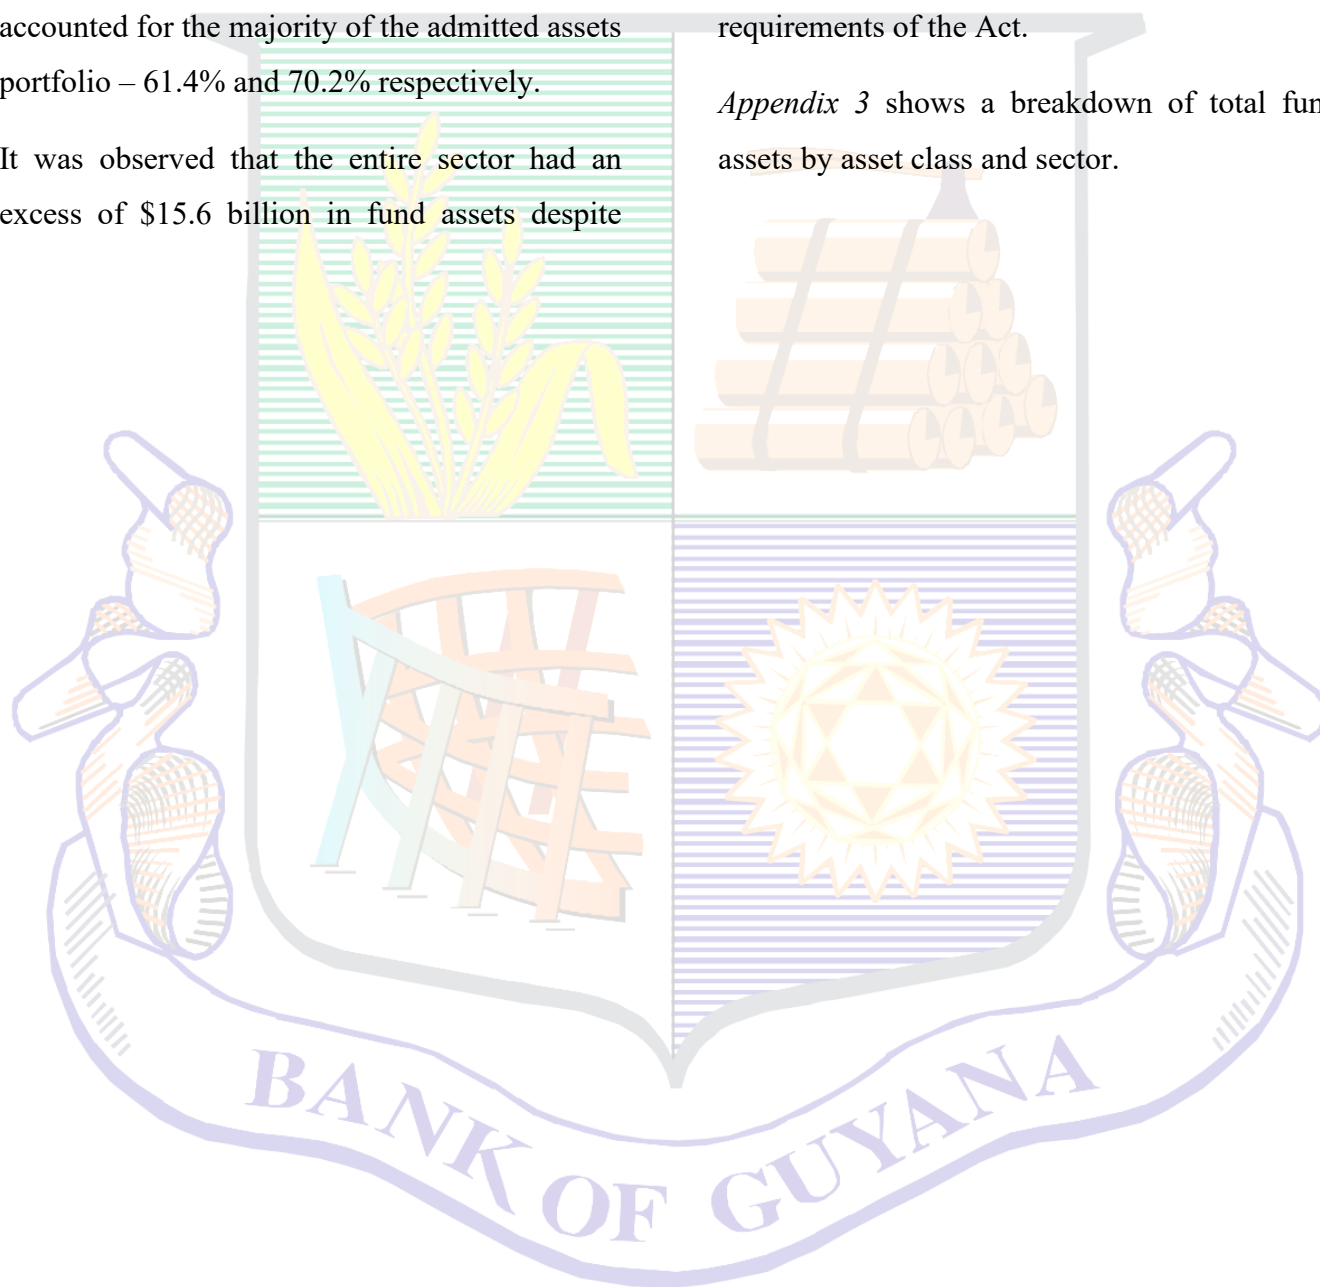 accounted for the majority of the admitted assets
portfolio – 61.4% and 70.2% respectively.
It was observed that the entire sector had an
excess of $15.6 billion in fund assets despite
requirements of the Act.
Appendix 3 shows a breakdown of total
assets by asset class and sector.
BANK OF GUYANA